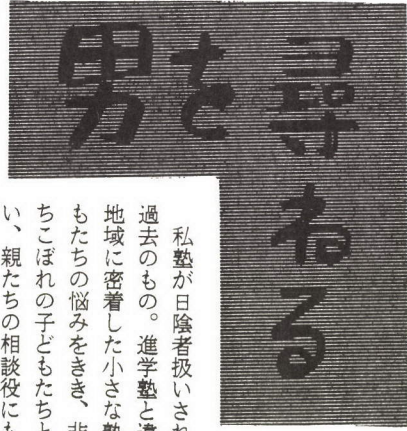 男を尋ねる
私塾が日陰者扱いされ
過去のもの。進学塾と違
地域に密着した小さな塾
もたちの悩みをきき、非
ちこぼれの子どもたちと
い、親たちの相談役にも